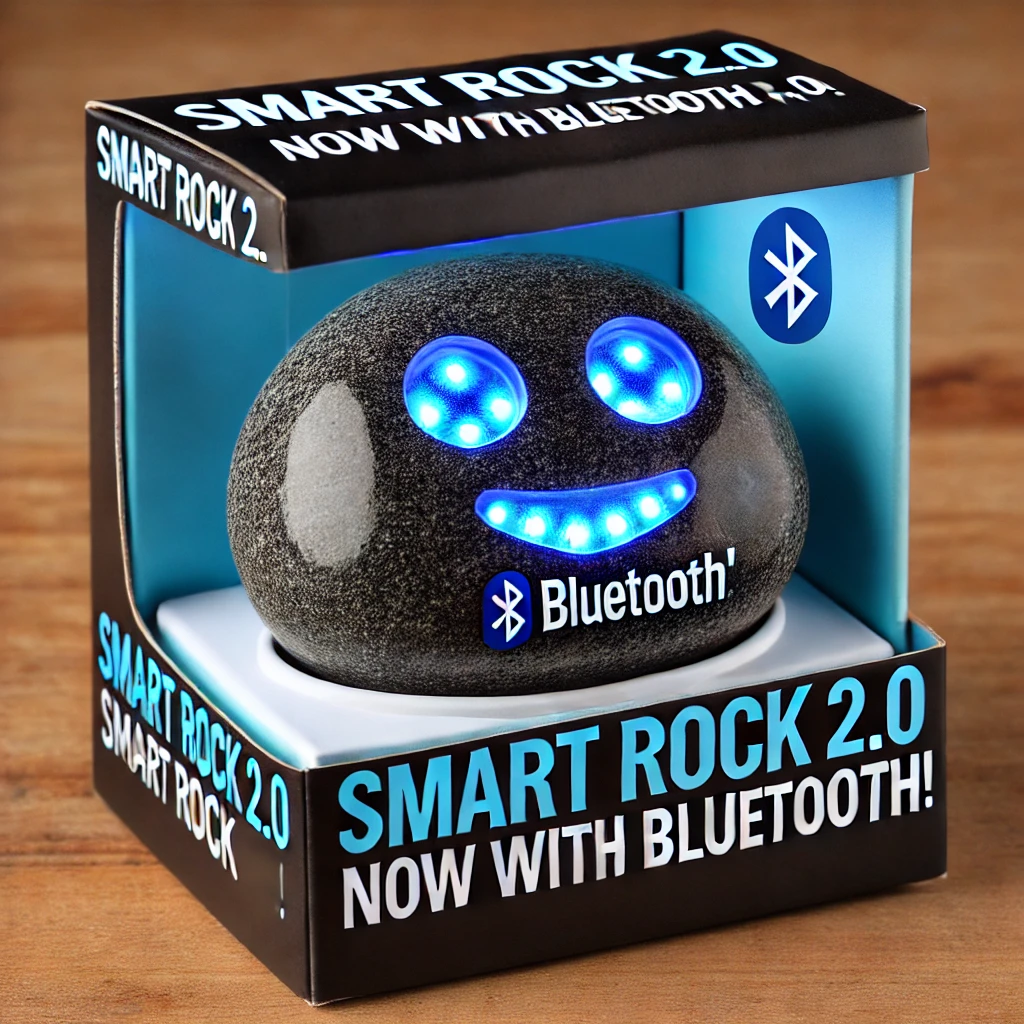 SMART ROCK 2.0
NOW WITH BLUETOOTH
SMART ROCK 2..
Bluetooth'
SMART ROCK 2.0
SMART ROCK
!
SMART ROCK 2.0
NOW WITH BLUETOOTH!